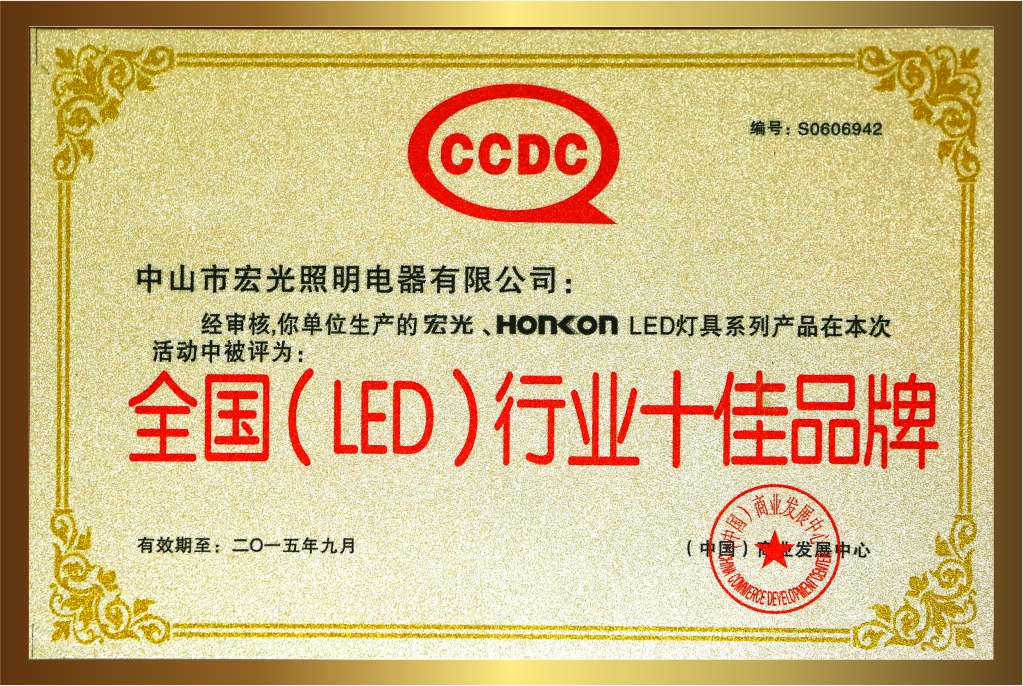 CCDC
编号：S0606942
中山市宏光照明电器有限公司：
经审核,你单位生产的 宏光、HONKON LED灯具系列产品在本次
活动中被评为：
全国（LED）行业十佳品牌
有效期至：二〇一五年九月
（中国）商业发展中心
（中国）商业发展中心
CHINA COMMERCE DEVELOPMENT CENTER